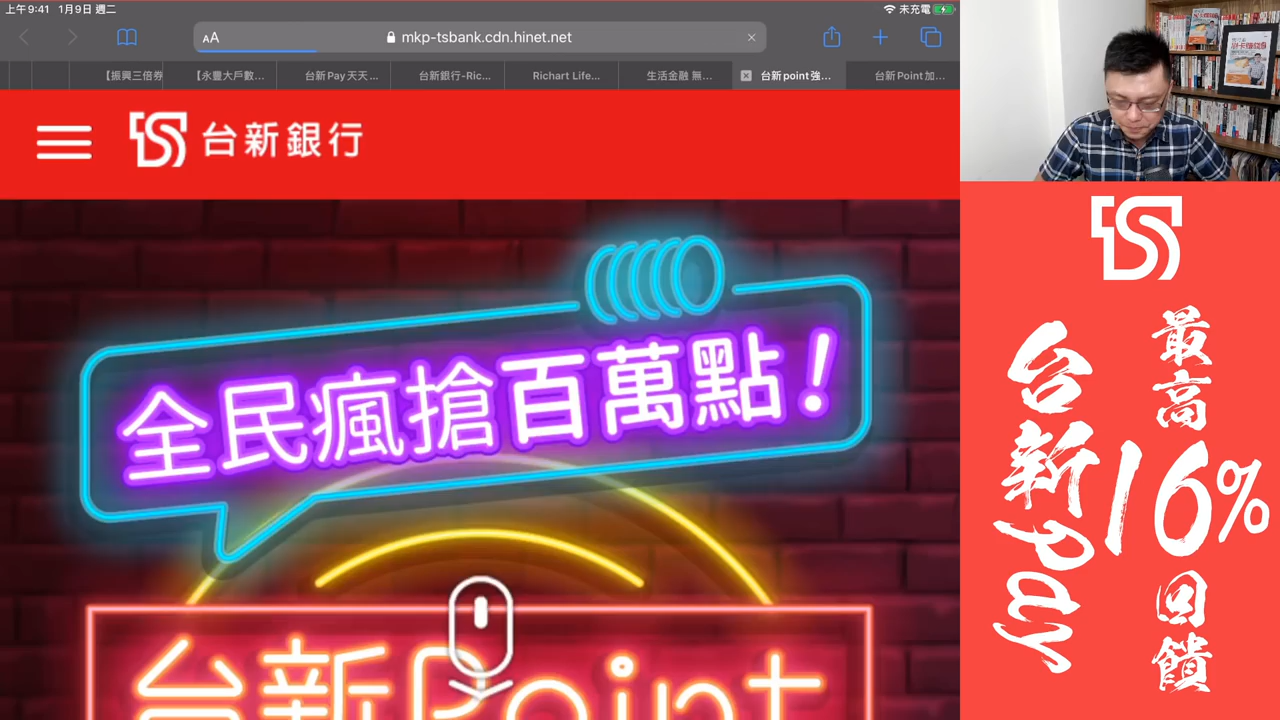 上午9:41 1月9日 週二
未充電
AA mkp-tsbank.cdn.hinet.net
【振興三倍券
【永豐大戶數...
台新Pay天天...
台新銀行-Ric...
Richart Life...
生活金融 無...
台新point強...
台新Point加...
台新銀行
全民瘋搶百萬點!
台新Point
最高16%回饋
台新Pay